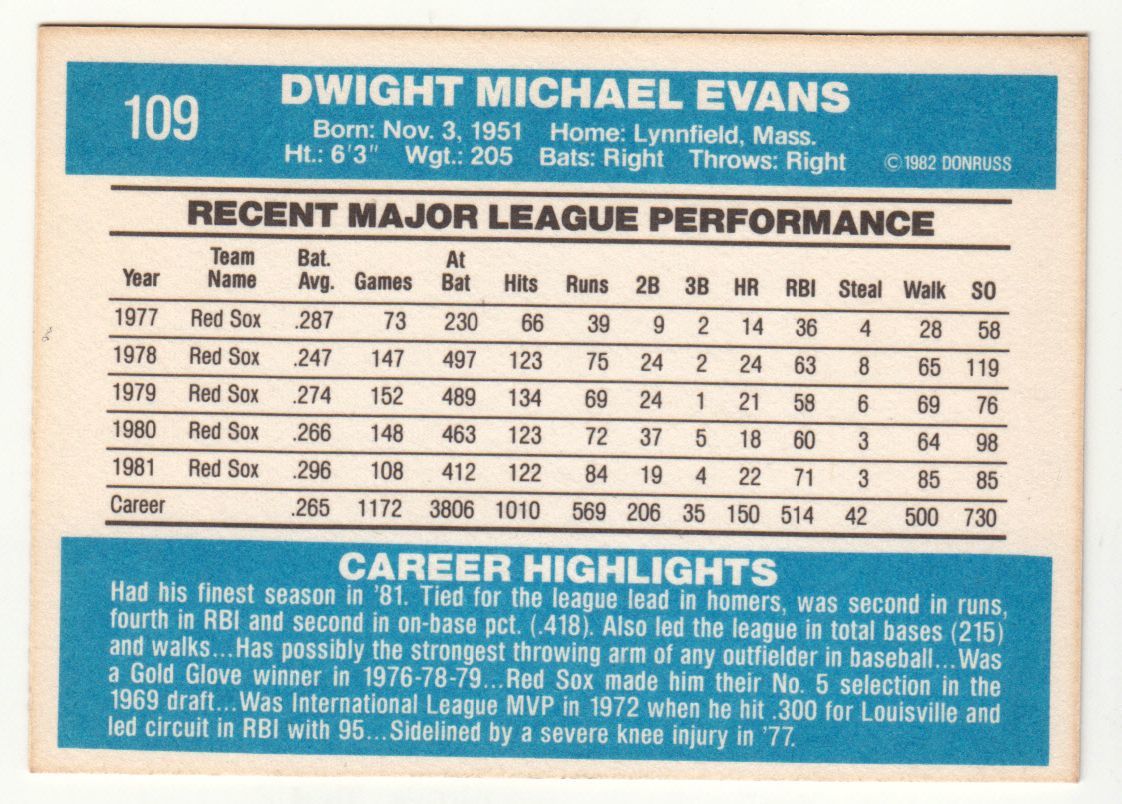 109
DWIGHT MICHAEL EVANS
Born: Nov. 3, 1951 Home: Lynnfield, Mass.
Ht.: 6'3" Wgt.: 205 Bats: Right Throws: Right
©1982 DONRUSS
RECENT MAJOR LEAGUE PERFORMANCE
Year Team Name Bat. Avg. Games At Bat Hits Runs 2B 3B HR RBI Steal Walk SO
1977 Red Sox .287 73 230 66 39 9 2 14 36 4 28 58
1978 Red Sox .247 147 497 123 75 24 2 24 63 8 65 119
1979 Red Sox .274 152 489 134 69 24 1 21 58 6 69 76
1980 Red Sox .266 148 463 123 72 37 5 18 60 3 64 98
1981 Red Sox .296 108 412 122 84 19 4 22 71 3 85 85
Career .265 1172 3806 1010 569 206 35 150 514 42 500 730
CAREER HIGHLIGHTS
Had his finest season in '81. Tied for the league lead in homers, was second in runs,
fourth in RBI and second in on-base pct. (.418). Also led the league in total bases (215)
and walks...Has possibly the strongest throwing arm of any outfielder in baseball...Was
a Gold Glove winner in 1976-78-79...Red Sox made him their No. 5 selection in the
1969 draft...Was International League MVP in 1972 when he hit .300 for Louisville and
led circuit in RBI with 95...Sidelined by a severe knee injury in '77.